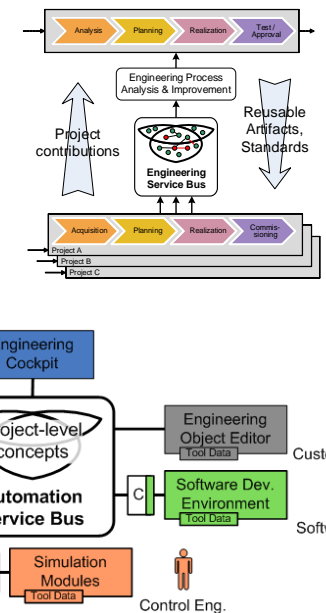 Analysis
Planning
Realization
Test /
Approval
Engineering Process
Analysis & Improvement
Project
contributions
Reusable
Artifacts,
Standards
Engineering
Service Bus
Acquisition
Planning
Realization
Commis-
sioning
Project A
Project B
Project C
ngineering
Cockpit
oject-level
concepts
utomation
ervice Bus
Engineering
Object Editor
Tool Data
Custo
C
Software Dev.
Environment
Tool Data
Softw
Simulation
Modules
Tool Data
Control Eng.